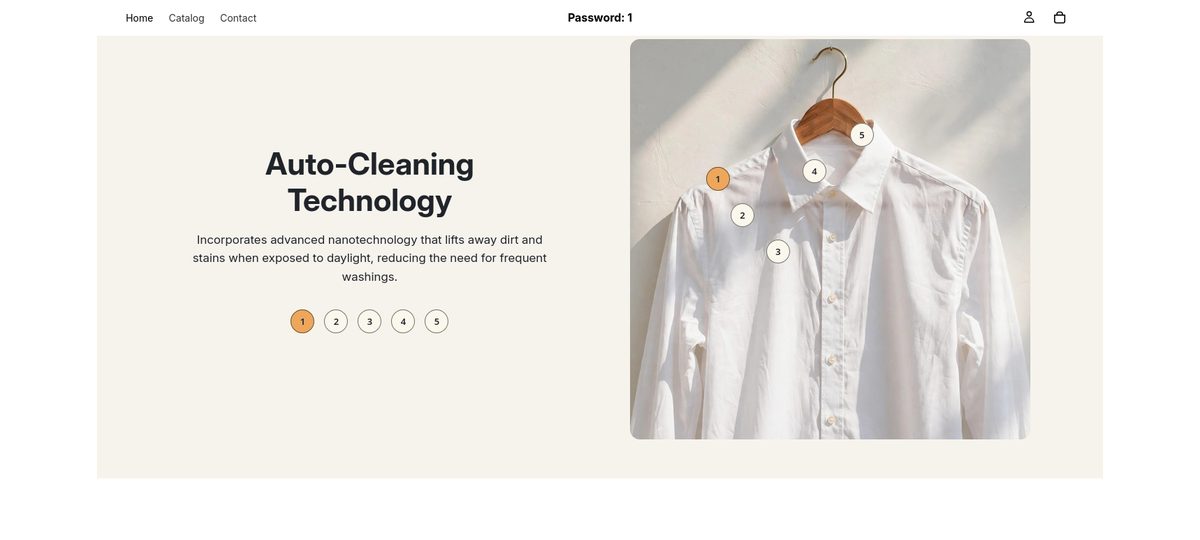 Home Catalog Contact Password: 1
Auto-Cleaning
Technology
Incorporates advanced nanotechnology that lifts away dirt and
stains when exposed to daylight, reducing the need for frequent
washings.
1 2 3 4 5
5
4
1
2
3